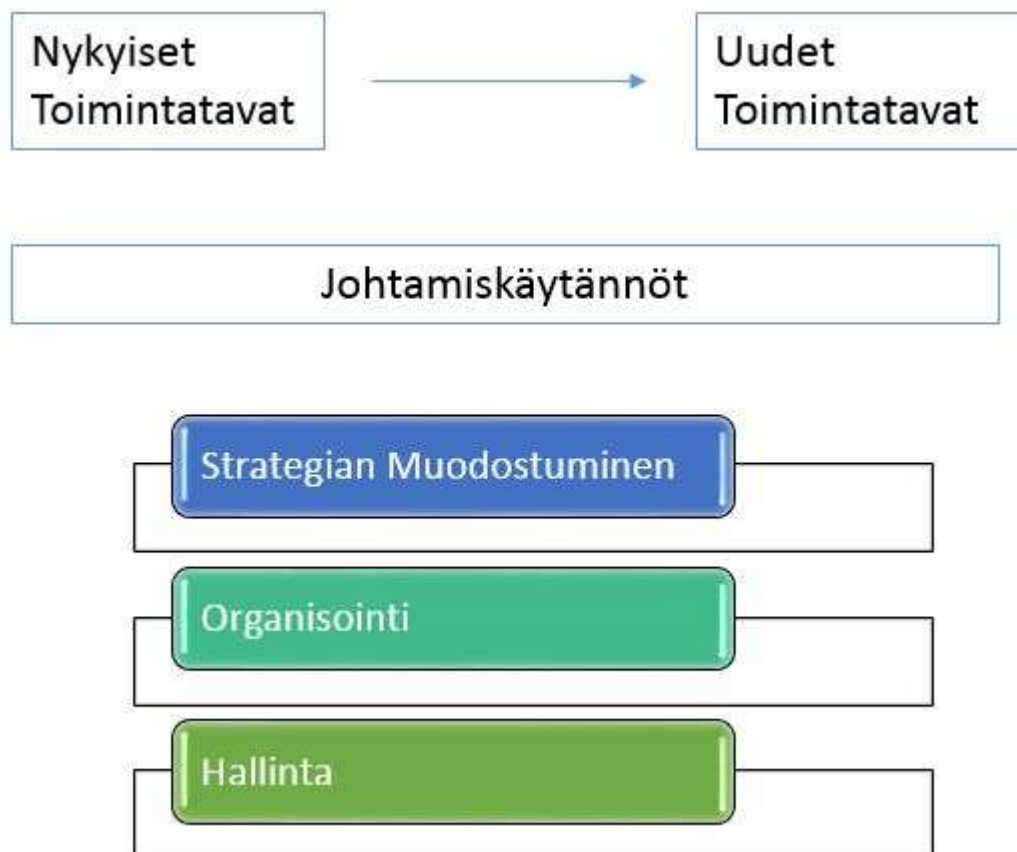 Nykyiset
Toimintatavat
Uudet
Toimintatavat
Johtamiskäytännöt
Strategian Muodostuminen
Organisointi
Hallinta